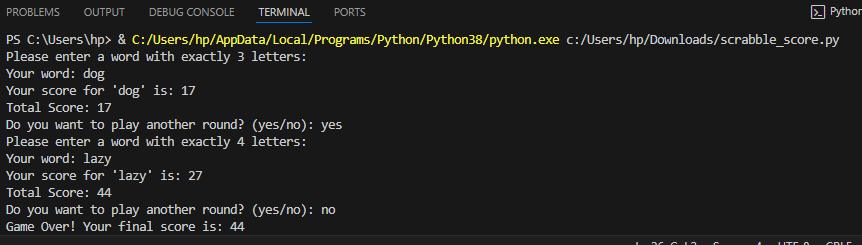 PROBLEMS OUTPUT DEBUG CONSOLE TERMINAL PORTS Python
PS C:\Users\hp> & C:/Users/hp/AppData/Local/Programs/Python/Python38/python.exe c:/Users/hp/Downloads/scrabble_score.py
Please enter a word with exactly 3 letters:
Your word: dog
Your score for 'dog' is: 17
Total Score: 17
Do you want to play another round? (yes/no): yes
Please enter a word with exactly 4 letters:
Your word: lazy
Your score for 'lazy' is: 27
Total Score: 44
Do you want to play another round? (yes/no): no
Game Over! Your final score is: 44